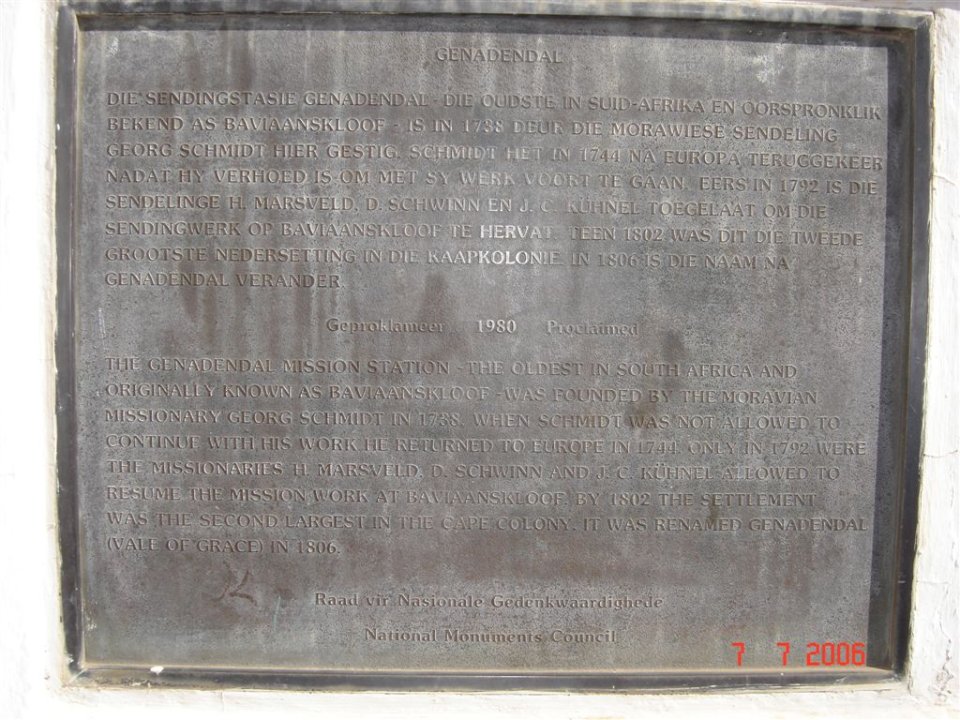 GENADENDAL
DIE SENDINGSTASIE GENADENDAL - DIE OUDSTE IN SUID-AFRIKA EN OORSPRONKLIK
BEKEND AS BAVIAANSKLOOF - IS IN 1738 DEUR DIE MORAWIESE SENDELING
GEORG SCHMIDT HIER GESTIG. SCHMIDT HET IN 1744 NA EUROPA TERUGGEKEER
NADAT HY VERHOED IS OM MET SY WERK VOORT TE GAAN. EERS IN 1792 IS DIE
SENDELINGE H. MARSVELD, D. SCHWINN EN J. C. KÜHNEL TOEGELAAT OM DIE
SENDINGWERK OP BAVIAANSKLOOF TE HERVAT. TEEN 1802 WAS DIT DIE TWEEDE
GROOTSTE NEDERSETTING IN DIE KAAPKOLONIE. IN 1806 IS DIE NAAM NA
GENADENDAL VERANDER.
Geproklameer 1980 Proclaimed
THE GENADENDAL MISSION STATION - THE OLDEST IN SOUTH AFRICA AND
ORIGINALLY KNOWN AS BAVIAANSKLOOF - WAS FOUNDED BY THE MORAVIAN
MISSIONARY GEORG SCHMIDT IN 1738. WHEN SCHMIDT WAS NOT ALLOWED TO
CONTINUE WITH HIS WORK HE RETURNED TO EUROPE IN 1744. ONLY IN 1792 WERE
THE MISSIONARIES H. MARSVELD, D. SCHWINN AND J. C. KÜHNEL ALLOWED TO
RESUME THE MISSION WORK AT BAVIAANSKLOOF. BY 1802 THE SETTLEMENT
WAS THE SECOND LARGEST IN THE CAPE COLONY. IT WAS RENAMED GENADENDAL
(VALE OF GRACE) IN 1806.
Raad vir Nasionale Gedenkwaardighede
National Monuments Council
7 7 2006